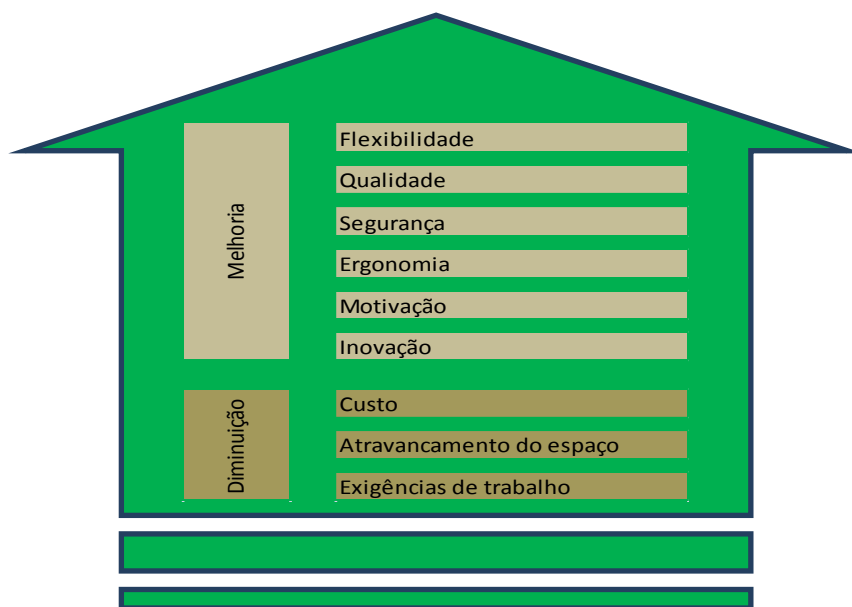 Melhoria
Flexibilidade
Qualidade
Segurança
Ergonomia
Motivação
Inovação
Diminuição
Custo
Atravancamento do espaço
Exigências de trabalho